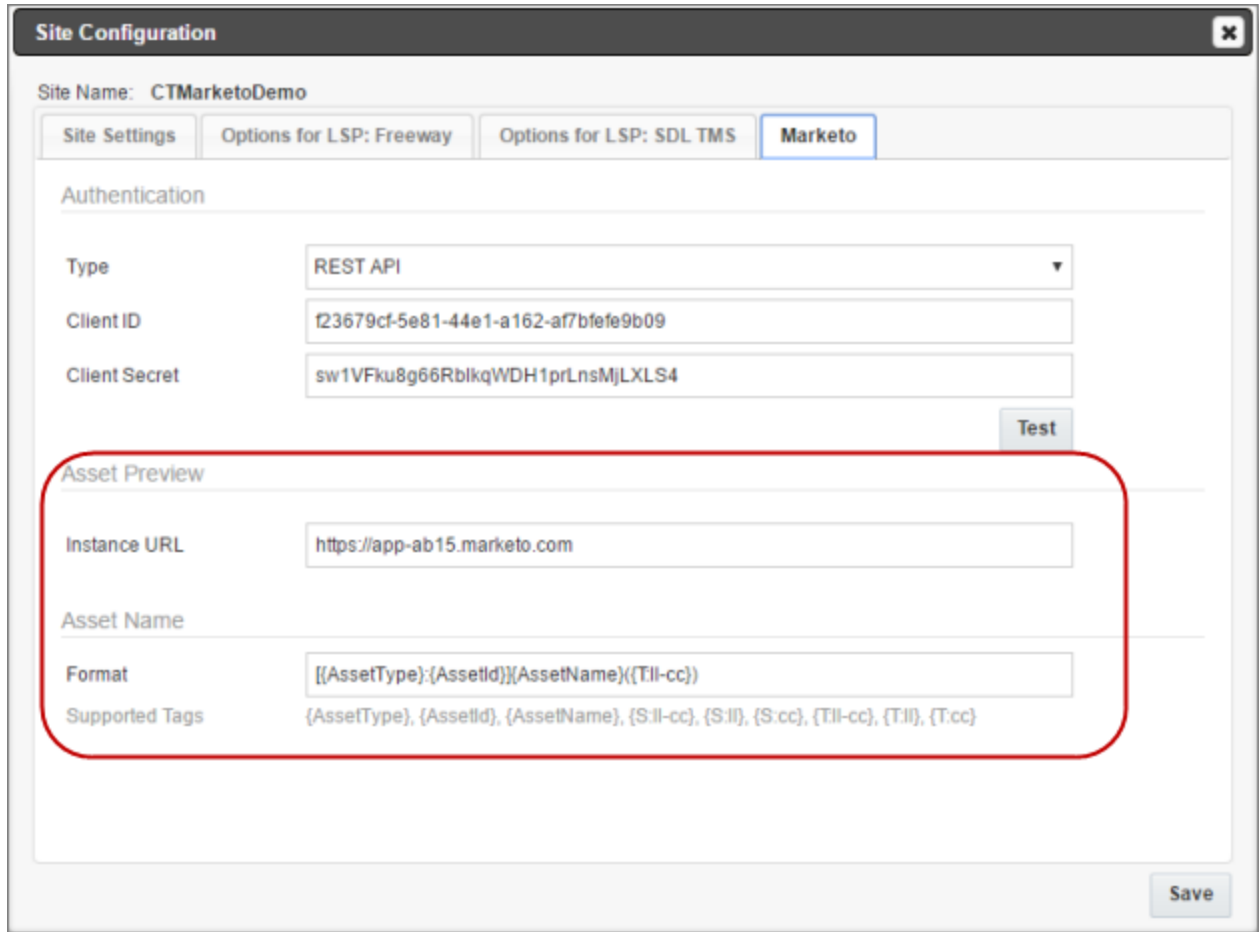 Site Configuration
Site Name: CTMarketoDemo
Site Settings Options for LSP: Freeway Options for LSP: SDL TMS Marketo
Authentication
Type REST API
Client ID f23679cf-5e81-44e1-a162-af7bfefe9b09
Client Secret sw1VFku8g66RblkqWDH1prLnsMjLXLS4
Test
Asset Preview
Instance URL https://app-ab15.marketo.com
Asset Name
Format [{AssetType}:{AssetId}]{AssetName}({T:ll-cc})
Supported Tags {AssetType}, {AssetId}, {AssetName}, {S:ll-cc}, {S:ll}, {S:cc}, {T:ll-cc}, {T:ll}, {T:cc}
Save